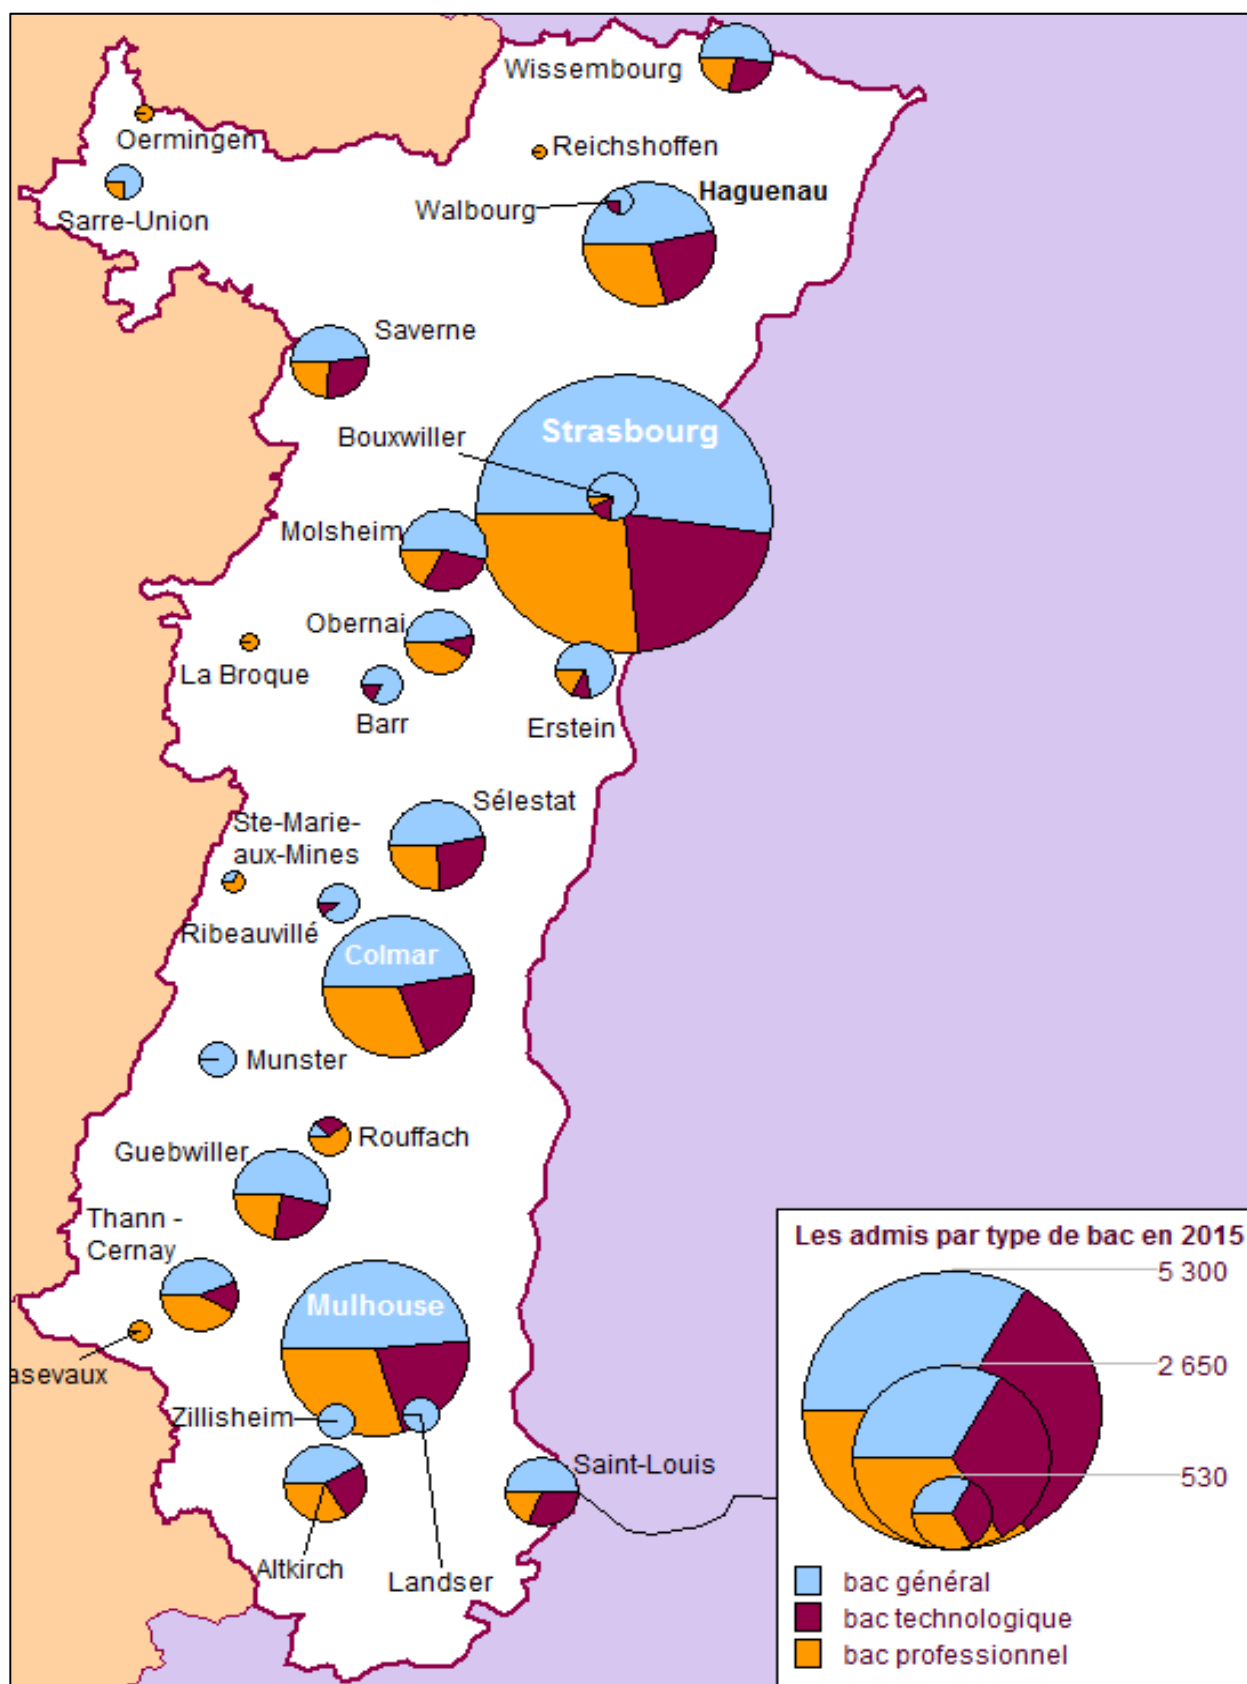 Wissembourg
Oermingen
Reichshoffen
Haguenau
Sarre-Union
Walbourg
Saverne
Strasbourg
Bouxwiller
Molsheim
Obernai
La Broque
Barr
Erstein
Sélestat
Ste-Marie-
aux-Mines
Ribeauvillé
Colmar
Munster
Rouffach
Guebwiller
Thann -
Cernay
Mulhouse
asevaux
Zillisheim
Saint-Louis
Altkirch
Landser
Les admis par type de bac en 2015
5 300
2 650
530
bac général
bac technologique
bac professionnel